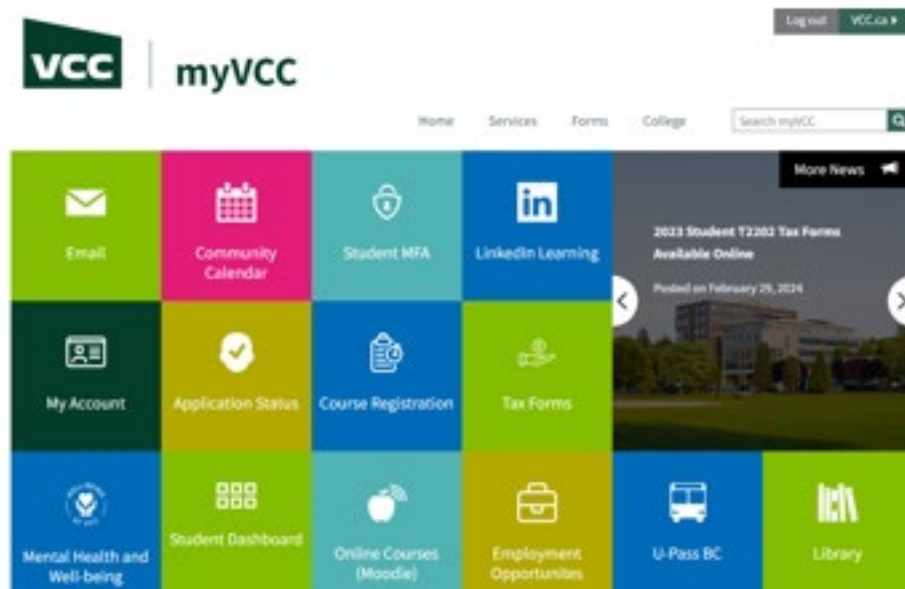 Log out
VCC.ca
VCC
myVCC
Home
Services
Forms
College
Search myVCC
More News
Email
Community
Calendar
Student MFA
in
LinkedIn Learning
2023 Student T2202 Tax Forms
Available Online
Posted on February 29, 2024
My Account
Application Status
Course Registration
Tax Forms
Mental Health and
Well-being
Student Dashboard
Online Courses
(Moodle)
Employment
Opportunites
U-Pass BC
Library